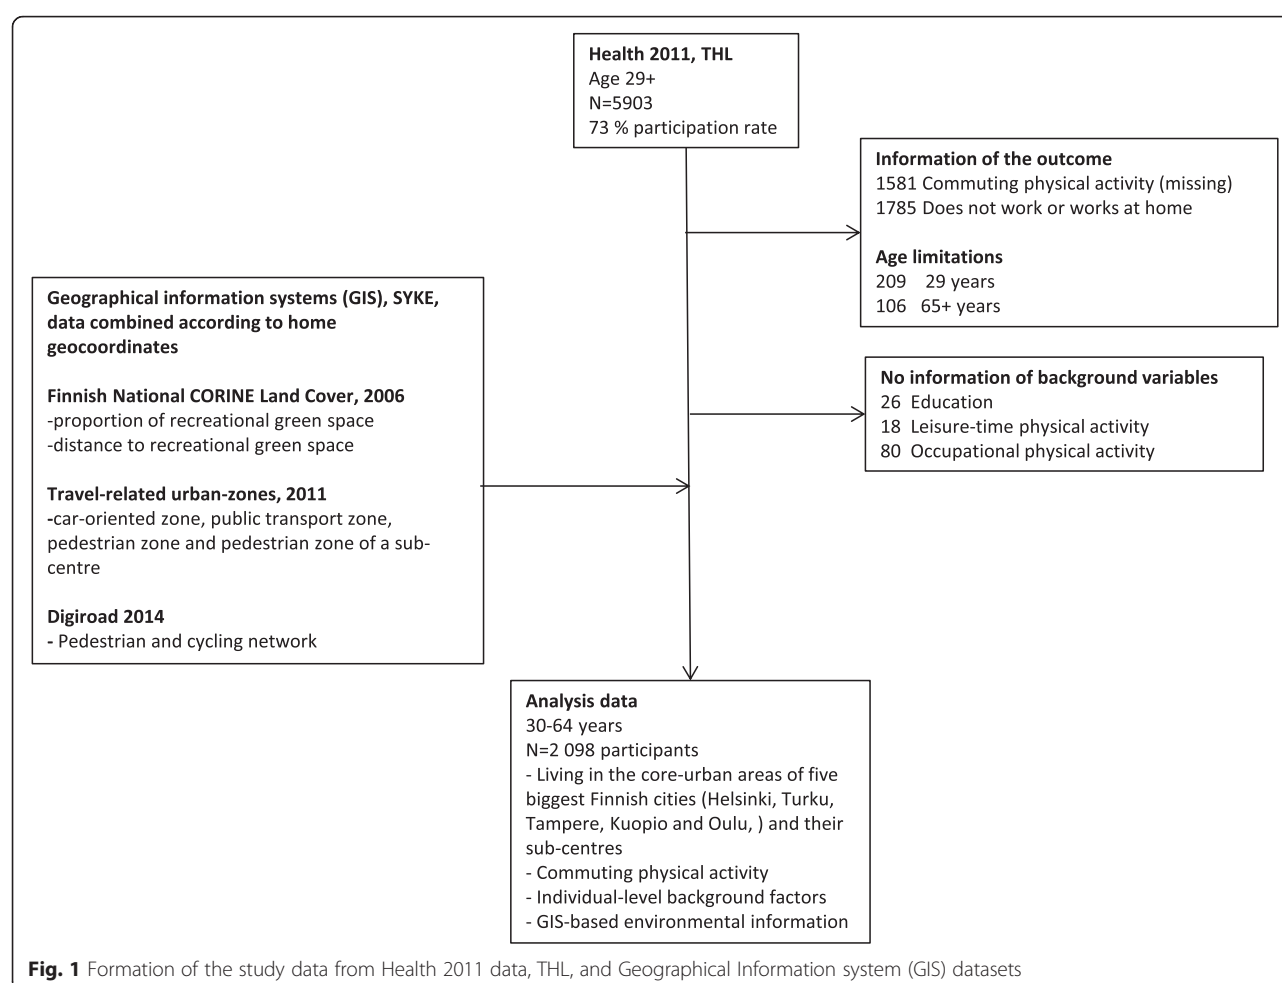 Health 2011, THL
Age 29+
N=5903
73 % participation rate
Information of the outcome
1581 Commuting physical activity (missing)
1785 Does not work or works at home
Age limitations
209 29 years
106 65+ years
Geographical information systems (GIS), SYKE,
data combined according to home
geocoordinates
Finnish National CORINE Land Cover, 2006
-proportion of recreational green space
-distance to recreational green space
Travel-related urban-zones, 2011
-car-oriented zone, public transport zone,
pedestrian zone and pedestrian zone of a sub-
centre
Digiroad 2014
- Pedestrian and cycling network
No information of background variables
26 Education
18 Leisure-time physical activity
80 Occupational physical activity
Analysis data
30-64 years
N=2 098 participants
- Living in the core-urban areas of five
biggest Finnish cities (Helsinki, Turku,
Tampere, Kuopio and Oulu, ) and their
sub-centres
- Commuting physical activity
- Individual-level background factors
- GIS-based environmental information
Fig. 1 Formation of the study data from Health 2011 data, THL, and Geographical Information system (GIS) datasets